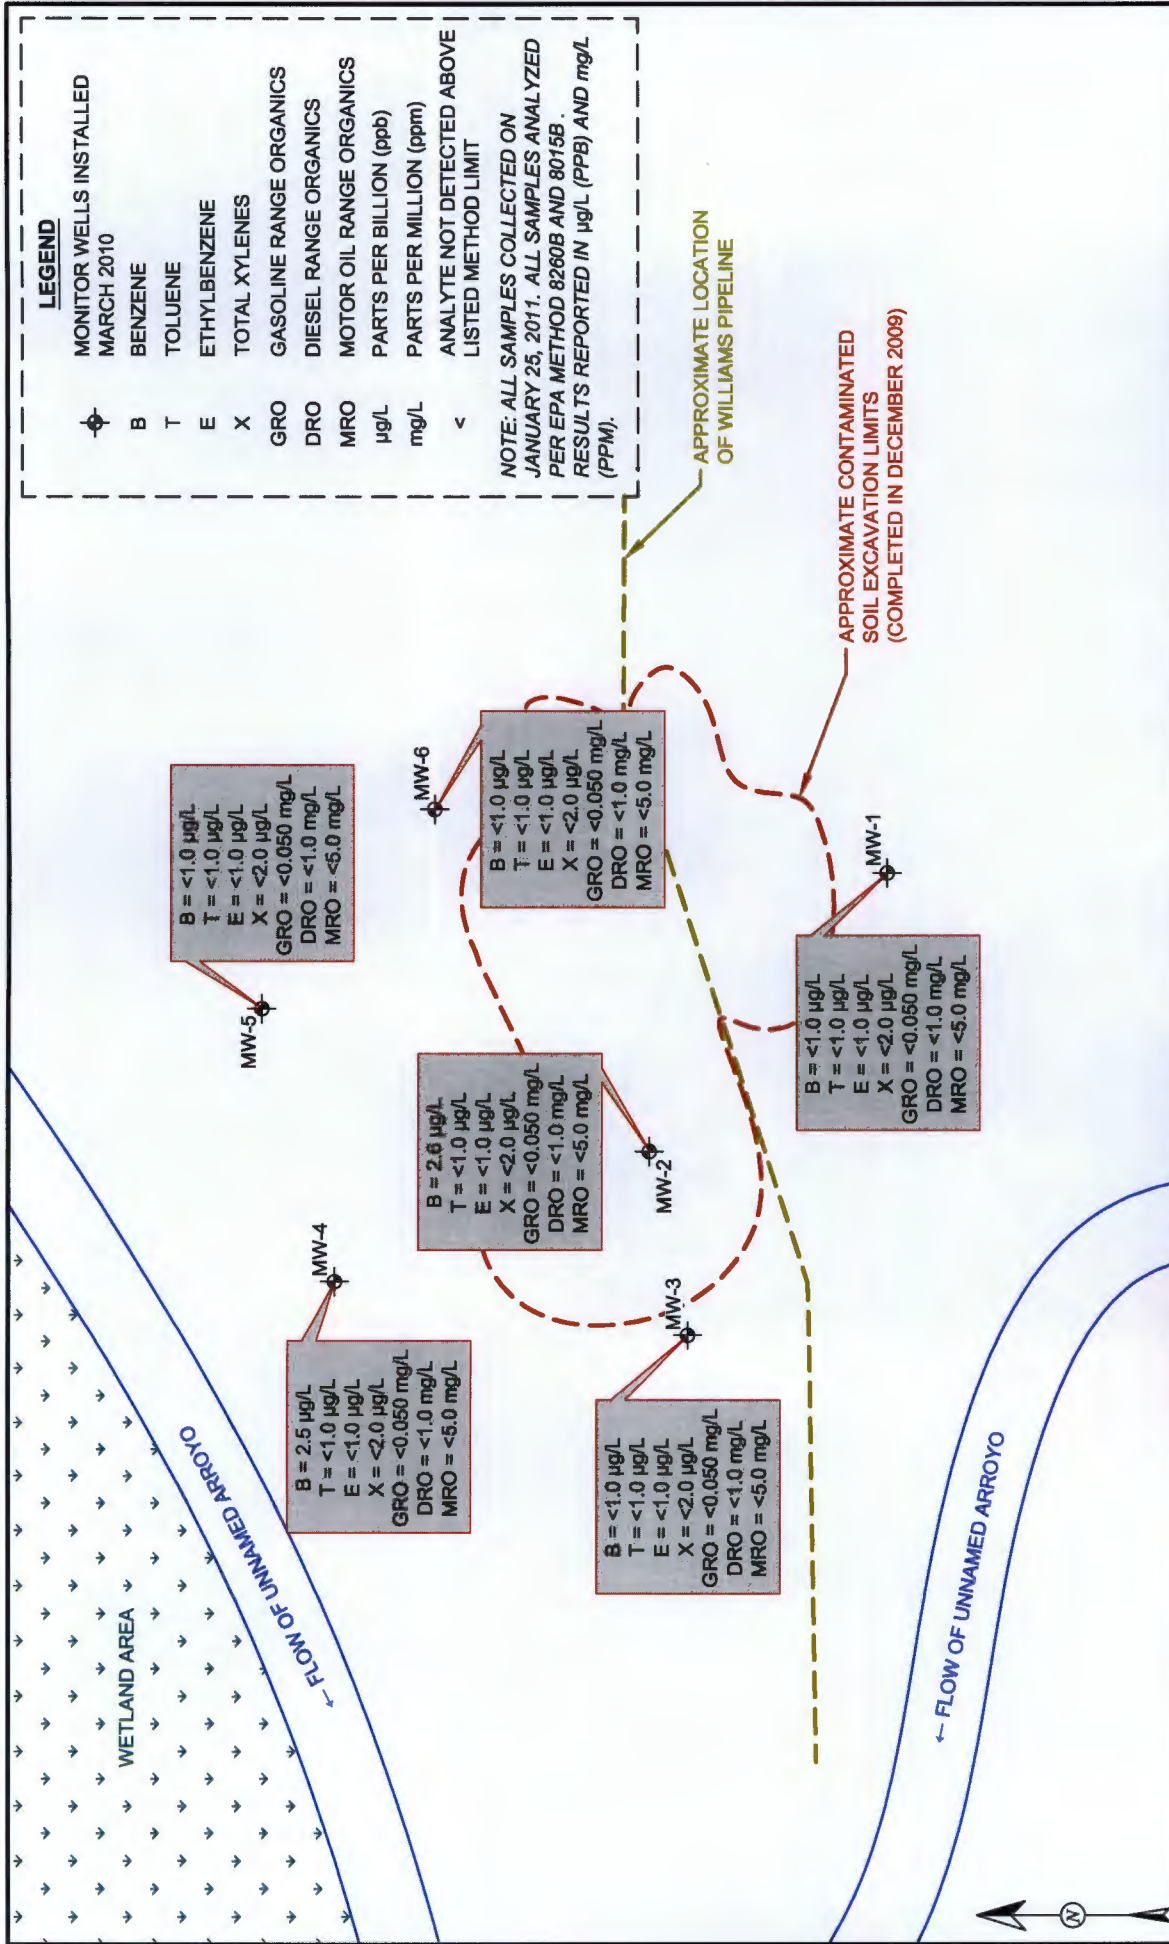 LEGEND
MONITOR WELLS INSTALLED
MARCH 2010
B BENZENE
T TOLUENE
E ETHYLBENZENE
X TOTAL XYLENES
GRO GASOLINE RANGE ORGANICS
DRO DIESEL RANGE ORGANICS
MRO MOTOR OIL RANGE ORGANICS
µg/L PARTS PER BILLION (ppb)
mg/L PARTS PER MILLION (ppm)
< ANALYTE NOT DETECTED ABOVE
LISTED METHOD LIMIT
NOTE: ALL SAMPLES COLLECTED ON
JANUARY 25, 2011. ALL SAMPLES ANALYZED
PER EPA METHOD 8260B AND 8015B.
RESULTS REPORTED IN µg/L (PPB) AND mg/L
(PPM).
WETLAND AREA
← FLOW OF UNNAMED ARROYO
MW-5
B = <1.0 µg/L
T = <1.0 µg/L
E = <1.0 µg/L
X = <2.0 µg/L
GRO = <0.050 mg/L
DRO = <1.0 mg/L
MRO = <5.0 mg/L
MW-4
B = 2.5 µg/L
T = <1.0 µg/L
E = <1.0 µg/L
X = <2.0 µg/L
GRO = <0.050 mg/L
DRO = <1.0 mg/L
MRO = <5.0 mg/L
MW-6
B = <1.0 µg/L
T = <1.0 µg/L
E = <1.0 µg/L
X = <2.0 µg/L
GRO = <0.050 mg/L
DRO = <1.0 mg/L
MRO = <5.0 mg/L
B = 2.6 µg/L
T = <1.0 µg/L
E = <1.0 µg/L
X = <2.0 µg/L
GRO = <0.050 mg/L
DRO = <1.0 mg/L
MRO = <5.0 mg/L
MW-2
MW-3
B = <1.0 µg/L
T = <1.0 µg/L
E = <1.0 µg/L
X = <2.0 µg/L
GRO = <0.050 mg/L
DRO = <1.0 mg/L
MRO = <5.0 mg/L
APPROXIMATE LOCATION
OF WILLIAMS PIPELINE
APPROXIMATE CONTAMINATED
SOIL EXCAVATION LIMITS
(COMPLETED IN DECEMBER 2009)
MW-1
B = <1.0 µg/L
T = <1.0 µg/L
E = <1.0 µg/L
X = <2.0 µg/L
GRO = <0.050 mg/L
DRO = <1.0 mg/L
MRO = <5.0 mg/L
← FLOW OF UNNAMED ARROYO
N